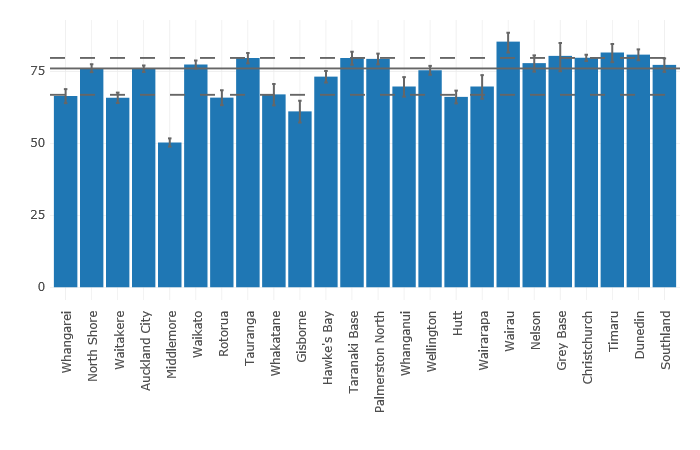 75
50
25
0
Whangarei
North Shore
Waitakere
Auckland City
Middlemore
Waikato
Rotorua
Tauranga
Whakatane
Gisborne
Hawke's Bay
Taranaki Base
Palmerston North
Whanganui
Wellington
Hutt
Wairarapa
Wairau
Nelson
Grey Base
Christchurch
Timaru
Dunedin
Southland